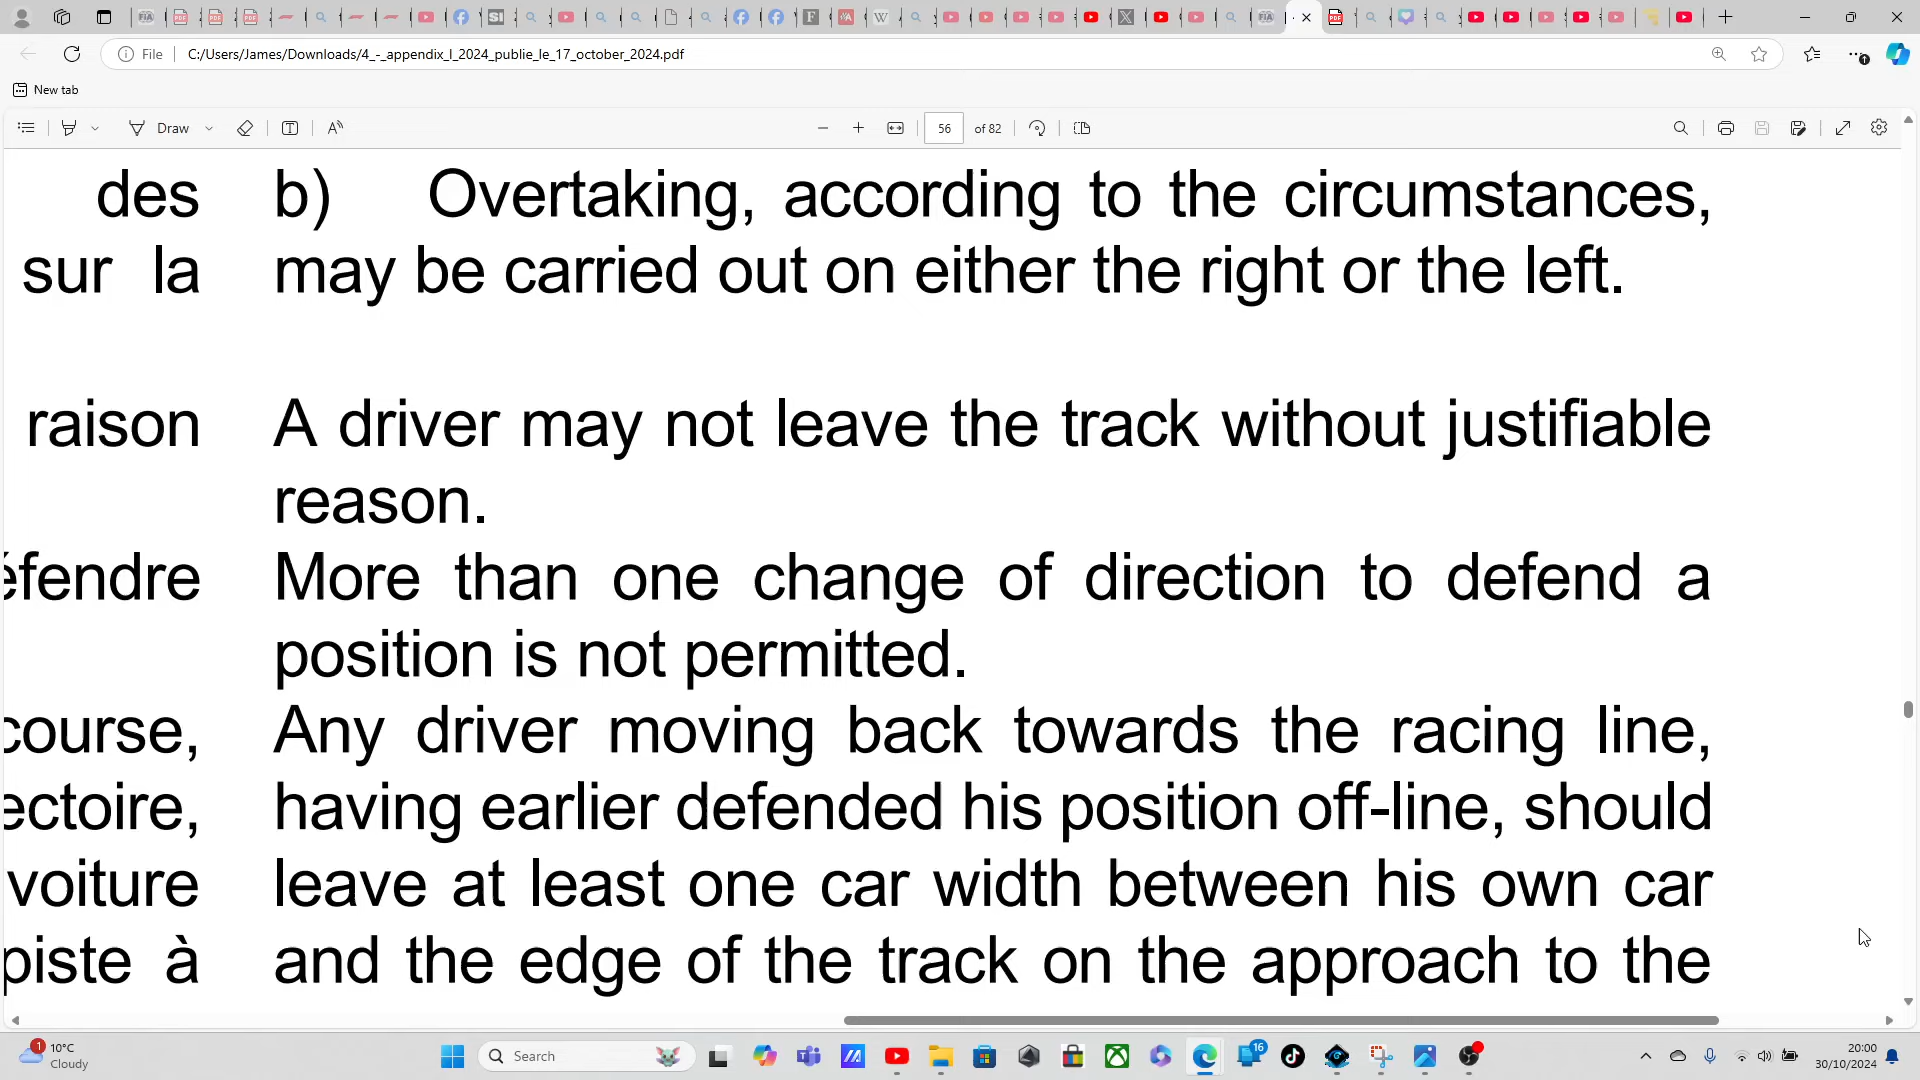 File
C:/Users/James/Downloads/4_-_appendix_l_2024_publie_le_17_october_2024.pdf
New tab
Draw
56 of 82
des b) Overtaking, according to the circumstances,
sur la may be carried out on either the right or the left.
raison A driver may not leave the track without justifiable
reason.
éfendre More than one change of direction to defend a
position is not permitted.
course, Any driver moving back towards the racing line,
ectoire, having earlier defended his position off-line, should
voiture leave at least one car width between his own car
piste à and the edge of the track on the approach to the
1
10°C
Cloudy
Search
16
20:00
30/10/2024